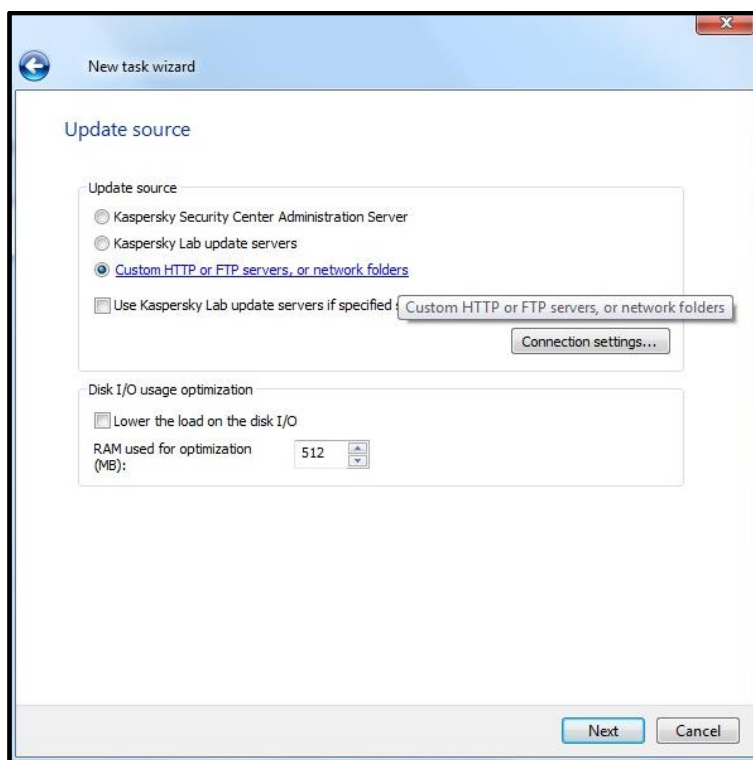 New task wizard
Update source
Update source
Kaspersky Security Center Administration Server
Kaspersky Lab update servers
Custom HTTP or FTP servers, or network folders
Use Kaspersky Lab update servers if specified
Custom HTTP or FTP servers, or network folders
Connection settings...
Disk I/O usage optimization
Lower the load on the disk I/O
RAM used for optimization
(MB):
512
Next
Cancel